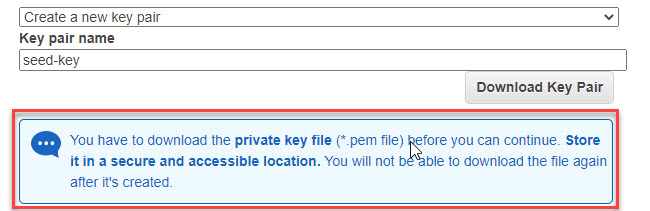 Create a new key pair
Key pair name
seed-key
Download Key Pair
You have to download the private key file (*.pem file) before you can continue. Store
it in a secure and accessible location. You will not be able to download the file again
after it's created.